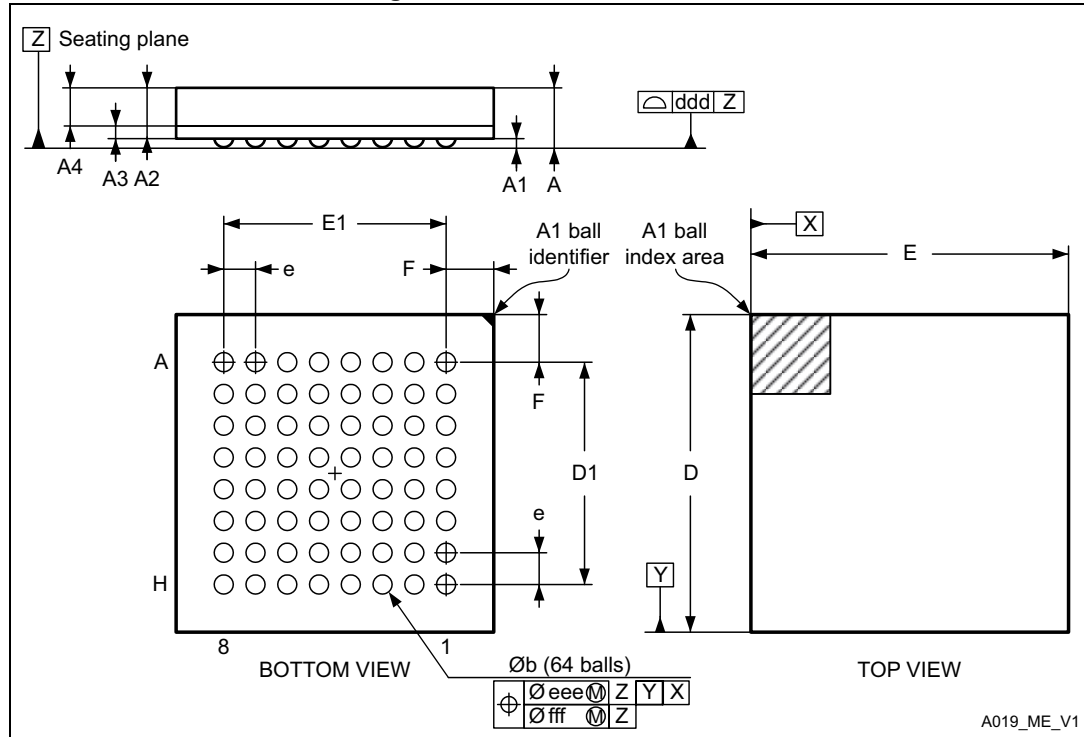 Z Seating plane
ddd Z
A4
A3 A2
A1
A
E1
e
F
A1 ball
identifier
A1 ball
index area
X
E
A
F
D1
D
e
H
Y
8
1
BOTTOM VIEW
Øb (64 balls)
TOP VIEW
Ø eee Ⓜ Z Y X
Ø fff Ⓜ Z
A019_ME_V1